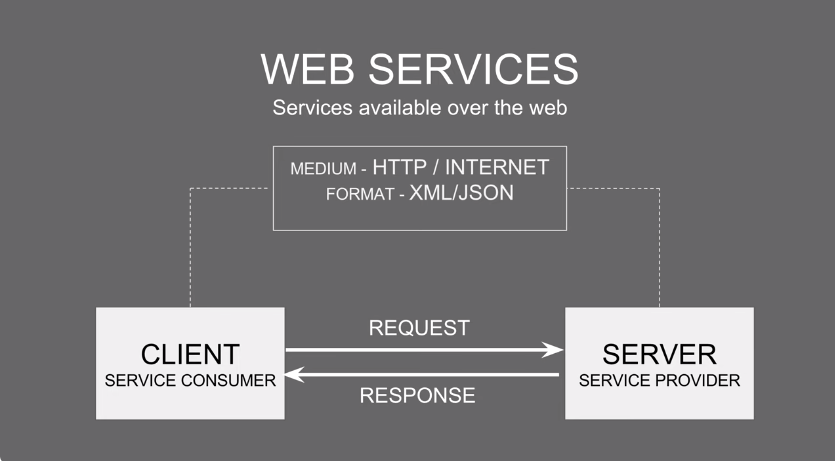 WEB SERVICES
Services available over the web
MEDIUM - HTTP / INTERNET
FORMAT - XML/JSON
REQUEST
CLIENT
SERVICE CONSUMER
SERVER
SERVICE PROVIDER
RESPONSE